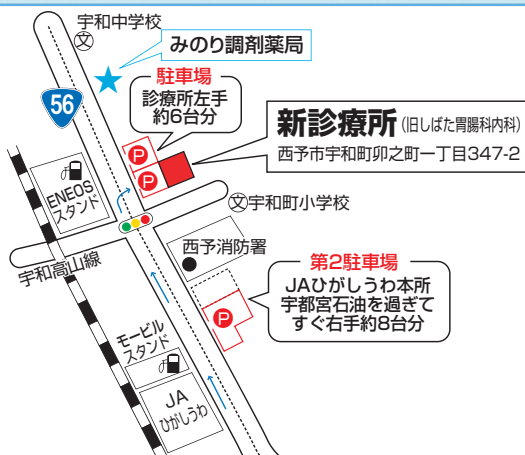 宇和中学校
文
みのり調剤薬局
56
駐車場
診療所左手
約6台分
P
P
新診療所(旧しばた胃腸科内科)
西予市宇和町卯之町一丁目347-2
ENEOS
スタンド
文宇和町小学校
宇和高山線
西予消防署
第2駐車場
JAひがしうわ本所
宇都宮石油を過ぎて
すぐ右手約8台分
P
モービル
スタンド
JA
ひがしうわ